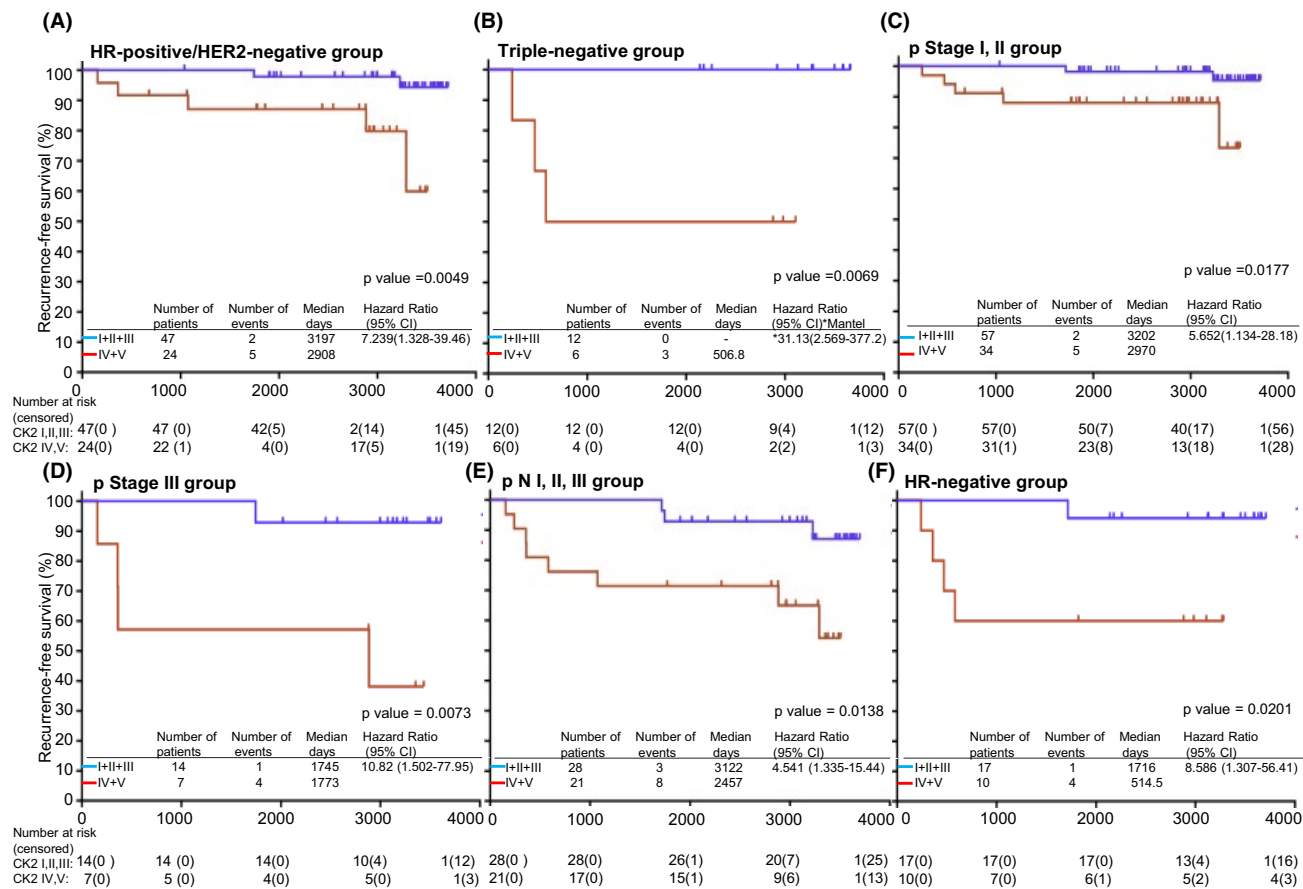 (A)
HR-positive/HER2-negative group
100
90
80
70
60
50
40
30
20
10
0
Recurrence-free survival (%)
p value =0.0049
Number of patients Number of events Median days Hazard Ratio (95% CI)
I+II+III 47 2 3197 7.239(1.328-39.46)
IV+V 24 5 2908
0 1000 2000 3000 4000
Number at risk
(censored)
CK2 I,II,III: 47(0 ) 47 (0) 42(5) 2(14) 1(45)
CK2 IV,V: 24(0) 22 (1) 4(0) 17(5) 1(19)
(B)
Triple-negative group
p value =0.0069
Number of patients Number of events Median days Hazard Ratio (95% CI)*Mantel
I+II+III 12 0 - *31.13(2.569-377.2)
IV+V 6 3 506.8
0 1000 2000 3000 4000
12(0) 12 (0) 12(0) 9(4) 1(12)
6(0) 4 (0) 4(0) 2(2) 1(3)
(C)
p Stage I, II group
p value =0.0177
Number of patients Number of events Median days Hazard Ratio (95% CI)
I+II+III 57 2 3202 5.652(1.134-28.18)
IV+V 34 5 2970
0 1000 2000 3000 4000
57(0 ) 57(0) 50(7) 40(17) 1(56)
34(0) 31(1) 23(8) 13(18) 1(28)
(D)
p Stage III group
100
90
80
70
60
50
40
30
20
10
0
Recurrence-free survival (%)
p value = 0.0073
Number of patients Number of events Median days Hazard Ratio (95% CI)
I+II+III 14 1 1745 10.82 (1.502-77.95)
IV+V 7 4 1773
0 1000 2000 3000 4000
Number at risk
(censored)
CK2 I,II,III: 14(0 ) 14 (0) 14(0) 10(4) 1(12)
CK2 IV,V: 7(0) 5 (0) 4(0) 5(0) 1(3)
(E)
p N I, II, III group
p value = 0.0138
Number of patients Number of events Median days Hazard Ratio (95% CI)
I+II+III 28 3 3122 4.541 (1.335-15.44)
IV+V 21 8 2457
0 1000 2000 3000 4000
28(0 ) 28(0) 26(1) 20(7) 1(25)
21(0) 17(0) 15(1) 9(6) 1(13)
(F)
HR-negative group
p value = 0.0201
Number of patients Number of events Median days Hazard Ratio (95% CI)
I+II+III 17 1 1716 8.586 (1.307-56.41)
IV+V 10 4 514.5
0 1000 2000 3000 4000
17(0) 17(0) 17(0) 13(4) 1(16)
10(0) 7(0) 6(1) 5(2) 4(3)